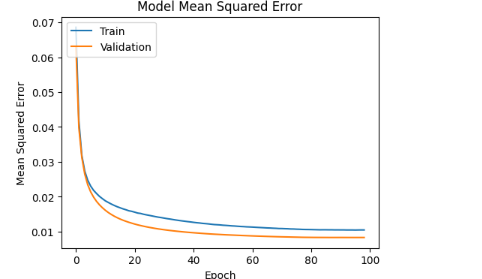 Model Mean Squared Error
0.07
0.06
0.05
0.04
0.03
0.02
0.01
Mean Squared Error
Train
Validation
0 20 40 60 80 100
Epoch